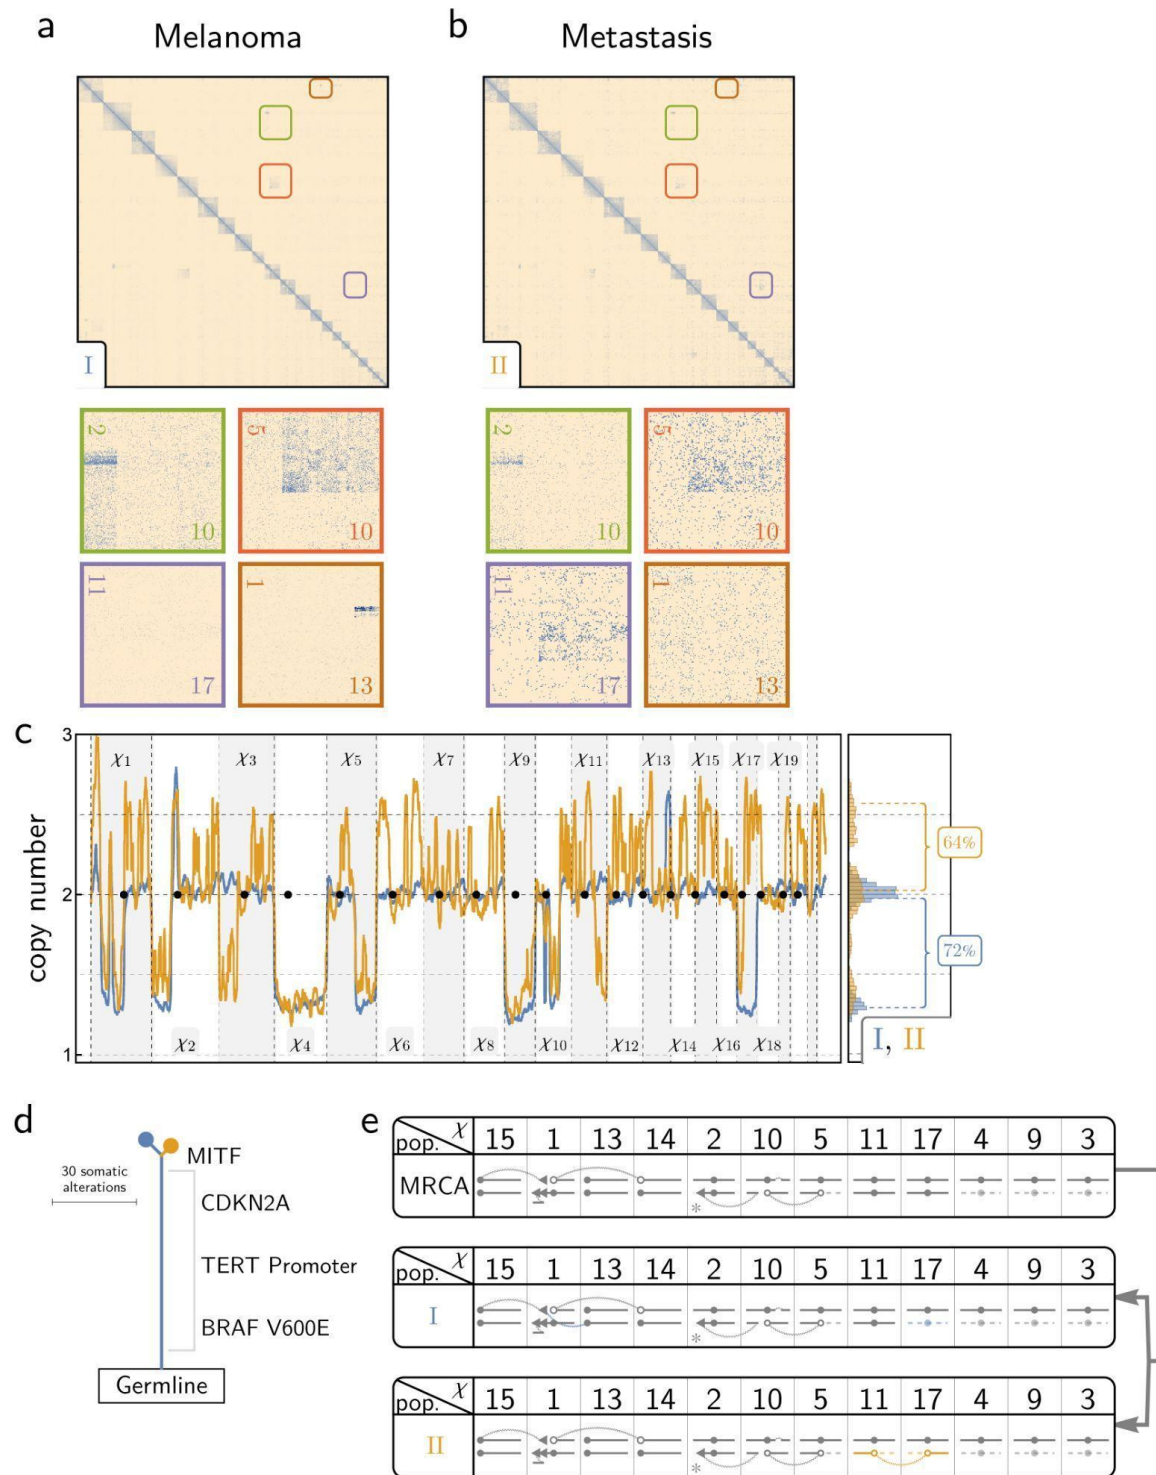 a Melanoma
b Metastasis
I
II
2
10
5
10
2
10
5
10
11
17
1
13
11
17
1
13
c
3
2
1
copy number
χ1 χ3 χ5 χ7 χ9 χ11 χ13 χ15 χ17 χ19
χ2 χ4 χ6 χ8 χ10 χ12 χ14 χ16 χ18
64%
72%
I, II
d
30 somatic
alterations
MITF
CDKN2A
TERT Promoter
BRAF V600E
Germline
e
pop. χ 15 1 13 14 2 10 5 11 17 4 9 3
MRCA
*
pop. χ 15 1 13 14 2 10 5 11 17 4 9 3
I
*
pop. χ 15 1 13 14 2 10 5 11 17 4 9 3
II
*